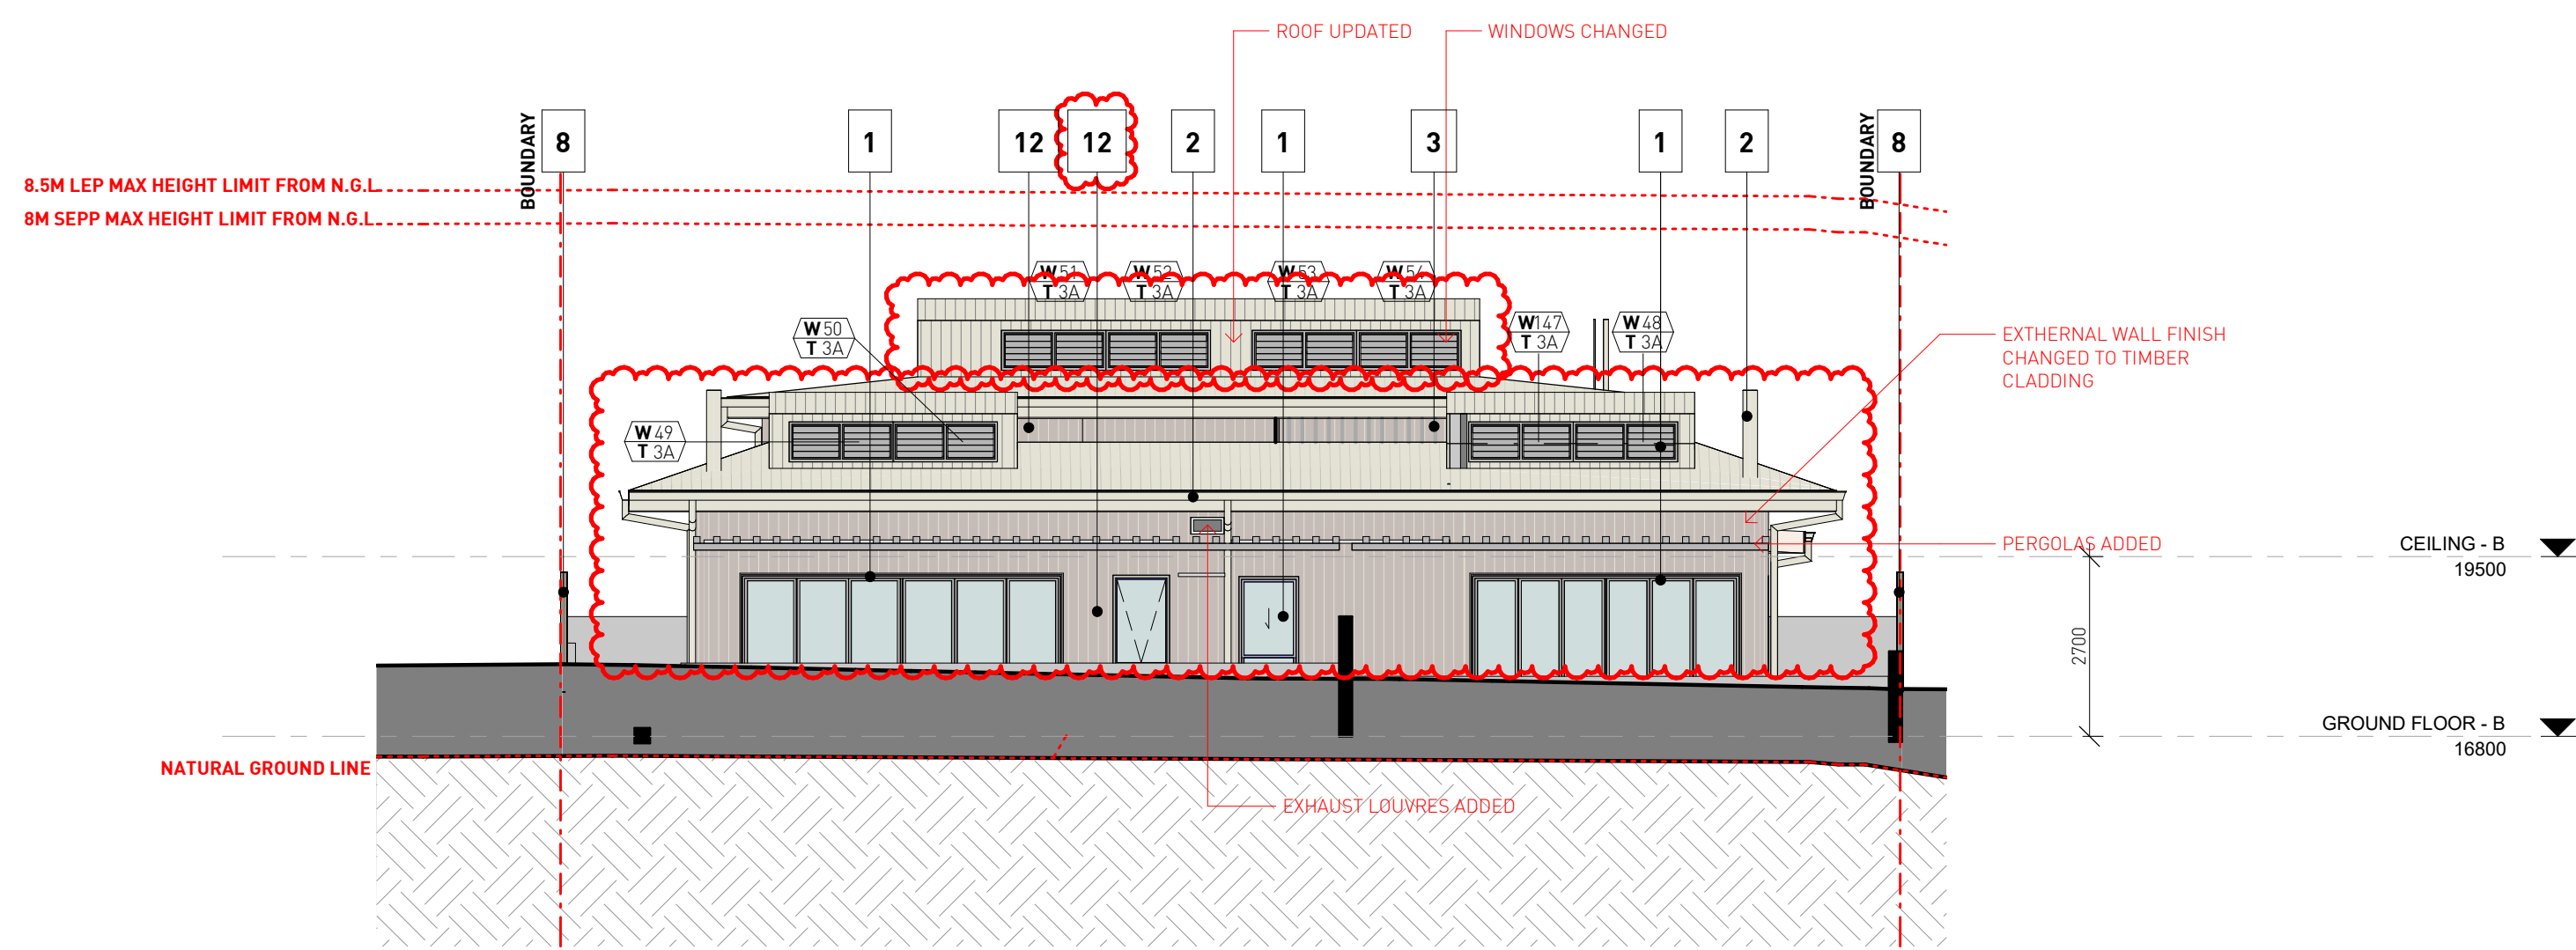 ROOF UPDATED
WINDOWS CHANGED
BOUNDARY
8
1
12
12
2
1
3
1
2
BOUNDARY
8
8.5M LEP MAX HEIGHT LIMIT FROM N.G.L
8M SEPP MAX HEIGHT LIMIT FROM N.G.L
W 51
T 3A
W 52
T 3A
W 53
T 3A
W 54
T 3A
W 50
T 3A
W147
T 3A
W 48
T 3A
EXTHERNAL WALL FINISH
CHANGED TO TIMBER
CLADDING
W 49
T 3A
PERGOLAS ADDED
CEILING - B
19500
2700
GROUND FLOOR - B
16800
NATURAL GROUND LINE
EXHAUST LOUVRES ADDED